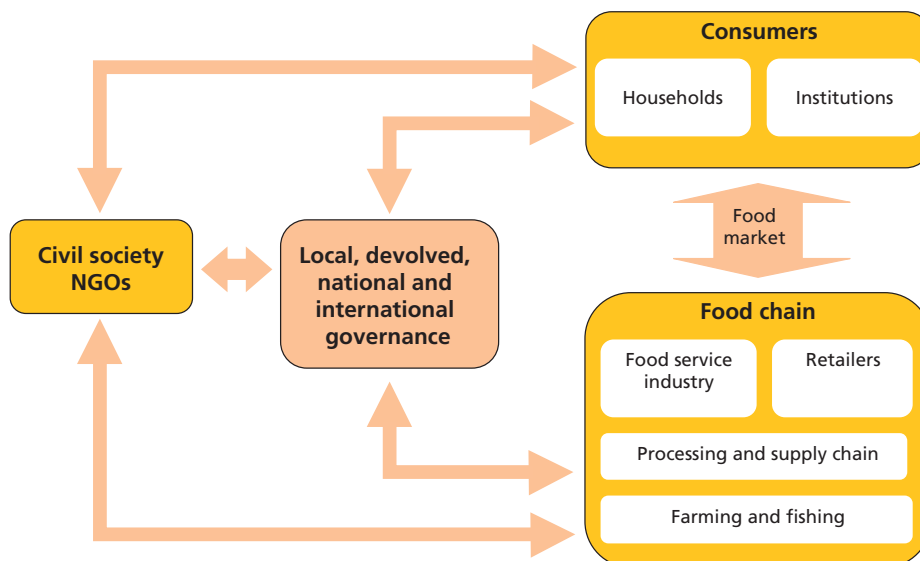 Consumers
Households
Institutions
Food
market
Civil society
NGOs
Local, devolved,
national and
international
governance
Food chain
Food service
industry
Retailers
Processing and supply chain
Farming and fishing